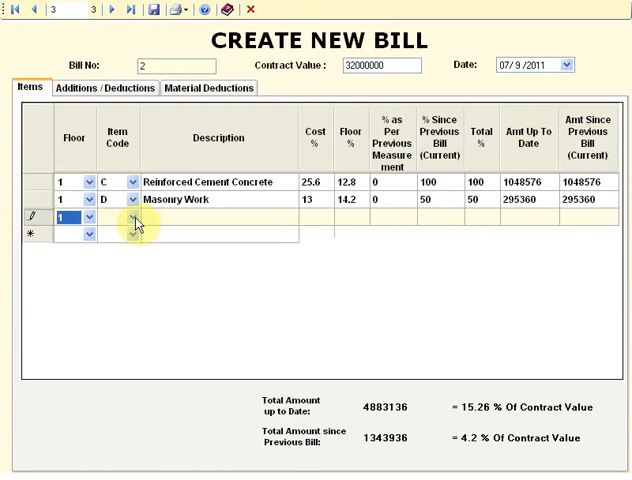 3 3
CREATE NEW BILL
Bill No: 2 Contract Value : 32000000 Date: 07/ 9 /2011
Items Additions / Deductions Material Deductions
Floor Item Code Description Cost % Floor % % as Per Previous Measure ment % Since Previous Bill (Current) Total % Amt Up To Date Amt Since Previous Bill (Current)
1 C Reinforced Cement Concrete 25.6 12.8 0 100 100 1048576 1048576
1 D Masonry Work 13 14.2 0 50 50 295360 295360
1
Total Amount up to Date: 4883136 = 15.26 % Of Contract Value
Total Amount since Previous Bill: 1343936 = 4.2 % Of Contract Value